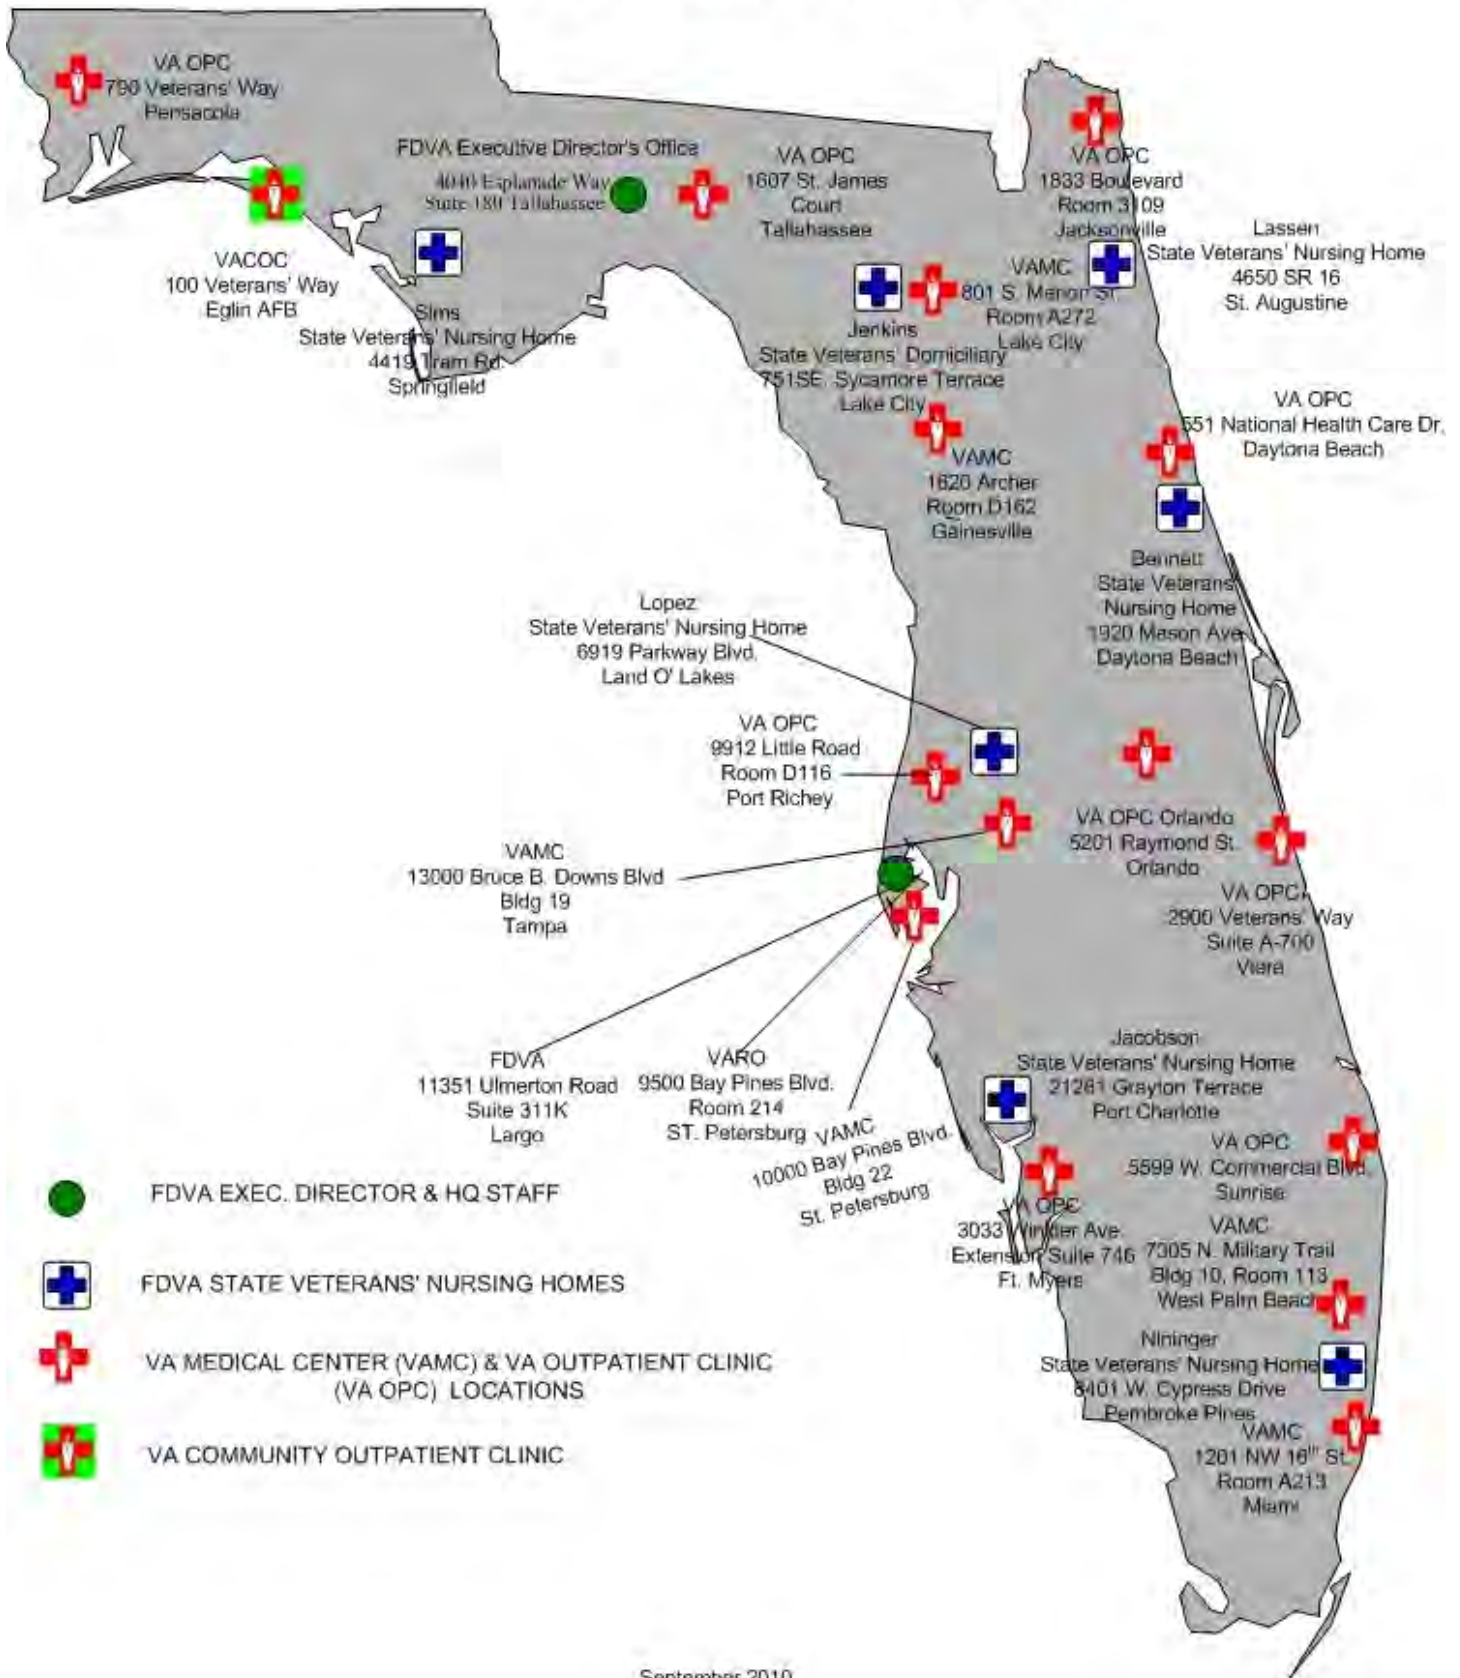 VA OPC
790 Veterans' Way
Pensacola
FDVA Executive Director's Office
4040 Esplanade Way
Suite 180 Tallahassee
VA OPC
1607 St. James
Court
Tallahassee
VA OPC
1833 Boulevard
Room 3109
Jacksonville
Lassen
State Veterans' Nursing Home
4650 SR 16
St. Augustine
VACOC
100 Veterans' Way
Eglin AFB
Sims
State Veterans' Nursing Home
4419 Tram Rd.
Springfield
VAMC
801 S. Marion St
Room A272
Lake City
Jenkins
State Veterans' Domiciliary
751SE. Sycamore Terrace
Lake City
VA OPC
551 National Health Care Dr.
Daytona Beach
VAMC
1620 Archer
Room D162
Gainesville
Bennett
State Veterans
Nursing Home
1920 Mason Ave
Daytona Beach
Lopez
State Veterans' Nursing Home
6919 Parkway Blvd.
Land O' Lakes
VA OPC
9912 Little Road
Room D116
Port Richey
VA OPC Orlando
5201 Raymond St.
Orlando
VAMC
13000 Bruce B. Downs Blvd
Bldg 19
Tampa
VA OPC
2900 Veterans' Way
Suite A-700
Viera
FDVA
11351 Ulmerton Road
Suite 311K
Largo
VARO
9500 Bay Pines Blvd.
Room 214
ST. Petersburg
VAMC
10000 Bay Pines Blvd.
Bldg 22
St. Petersburg
Jacobson
State Veterans' Nursing Home
21281 Grayton Terrace
Port Charlotte
VA OPC
5599 W. Commercial Blvd.
Sunrise
VA OPC
3033 Winkler Ave.
Extension Suite 746
Ft. Myers
VAMC
7305 N. Military Trail
Bldg 10, Room 113
West Palm Beach
Nininger
State Veterans' Nursing Home
8401 W. Cypress Drive
Pembroke Pines
VAMC
1201 NW 16th St.
Room A213
Miami
FDVA EXEC. DIRECTOR & HQ STAFF
FDVA STATE VETERANS' NURSING HOMES
VA MEDICAL CENTER (VAMC) & VA OUTPATIENT CLINIC
(VA OPC) LOCATIONS
VA COMMUNITY OUTPATIENT CLINIC
September 2010